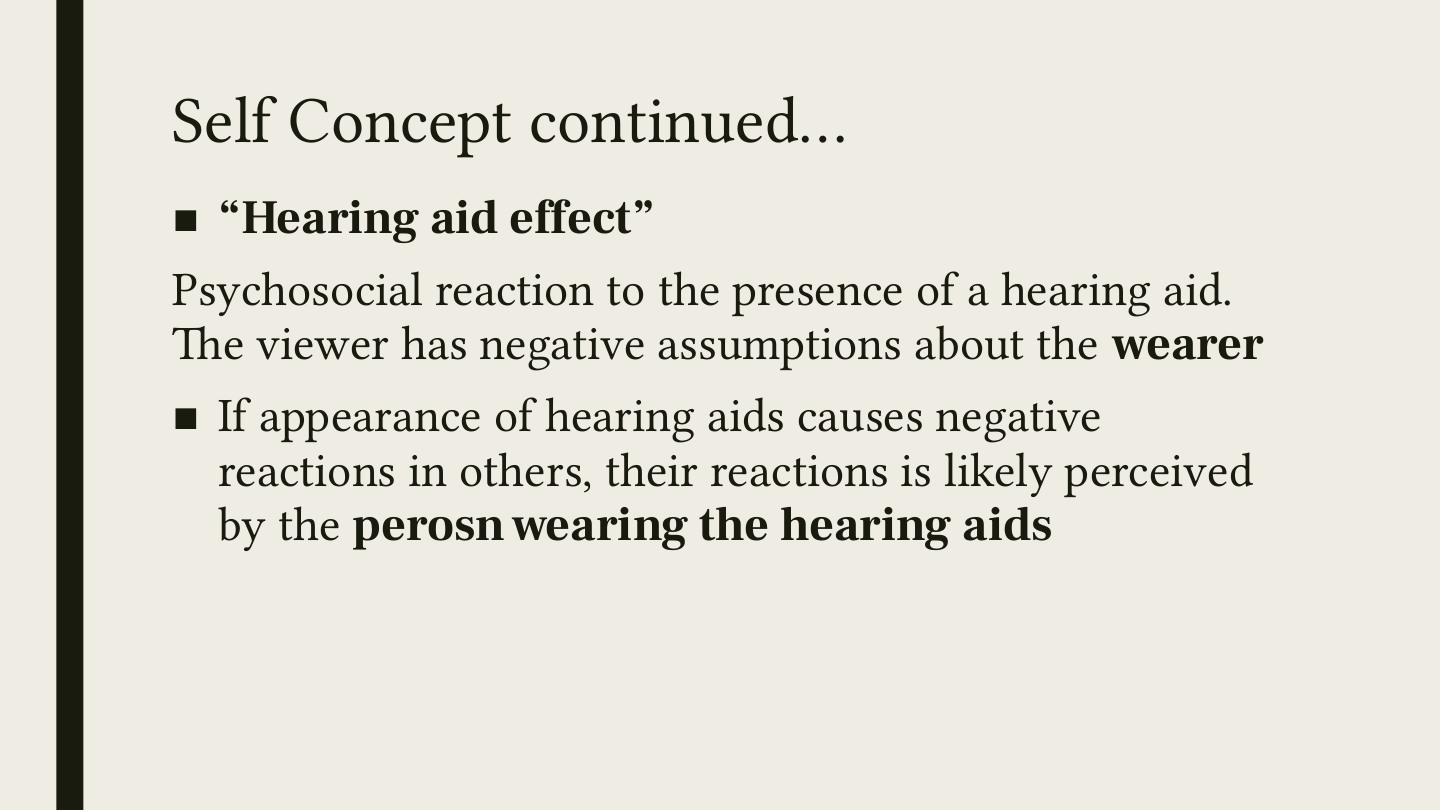 Self Concept continued…
■ “Hearing aid effect”
Psychosocial reaction to the presence of a hearing aid.
The viewer has negative assumptions about the wearer
■ If appearance of hearing aids causes negative
reactions in others, their reactions is likely perceived
by the perosn wearing the hearing aids